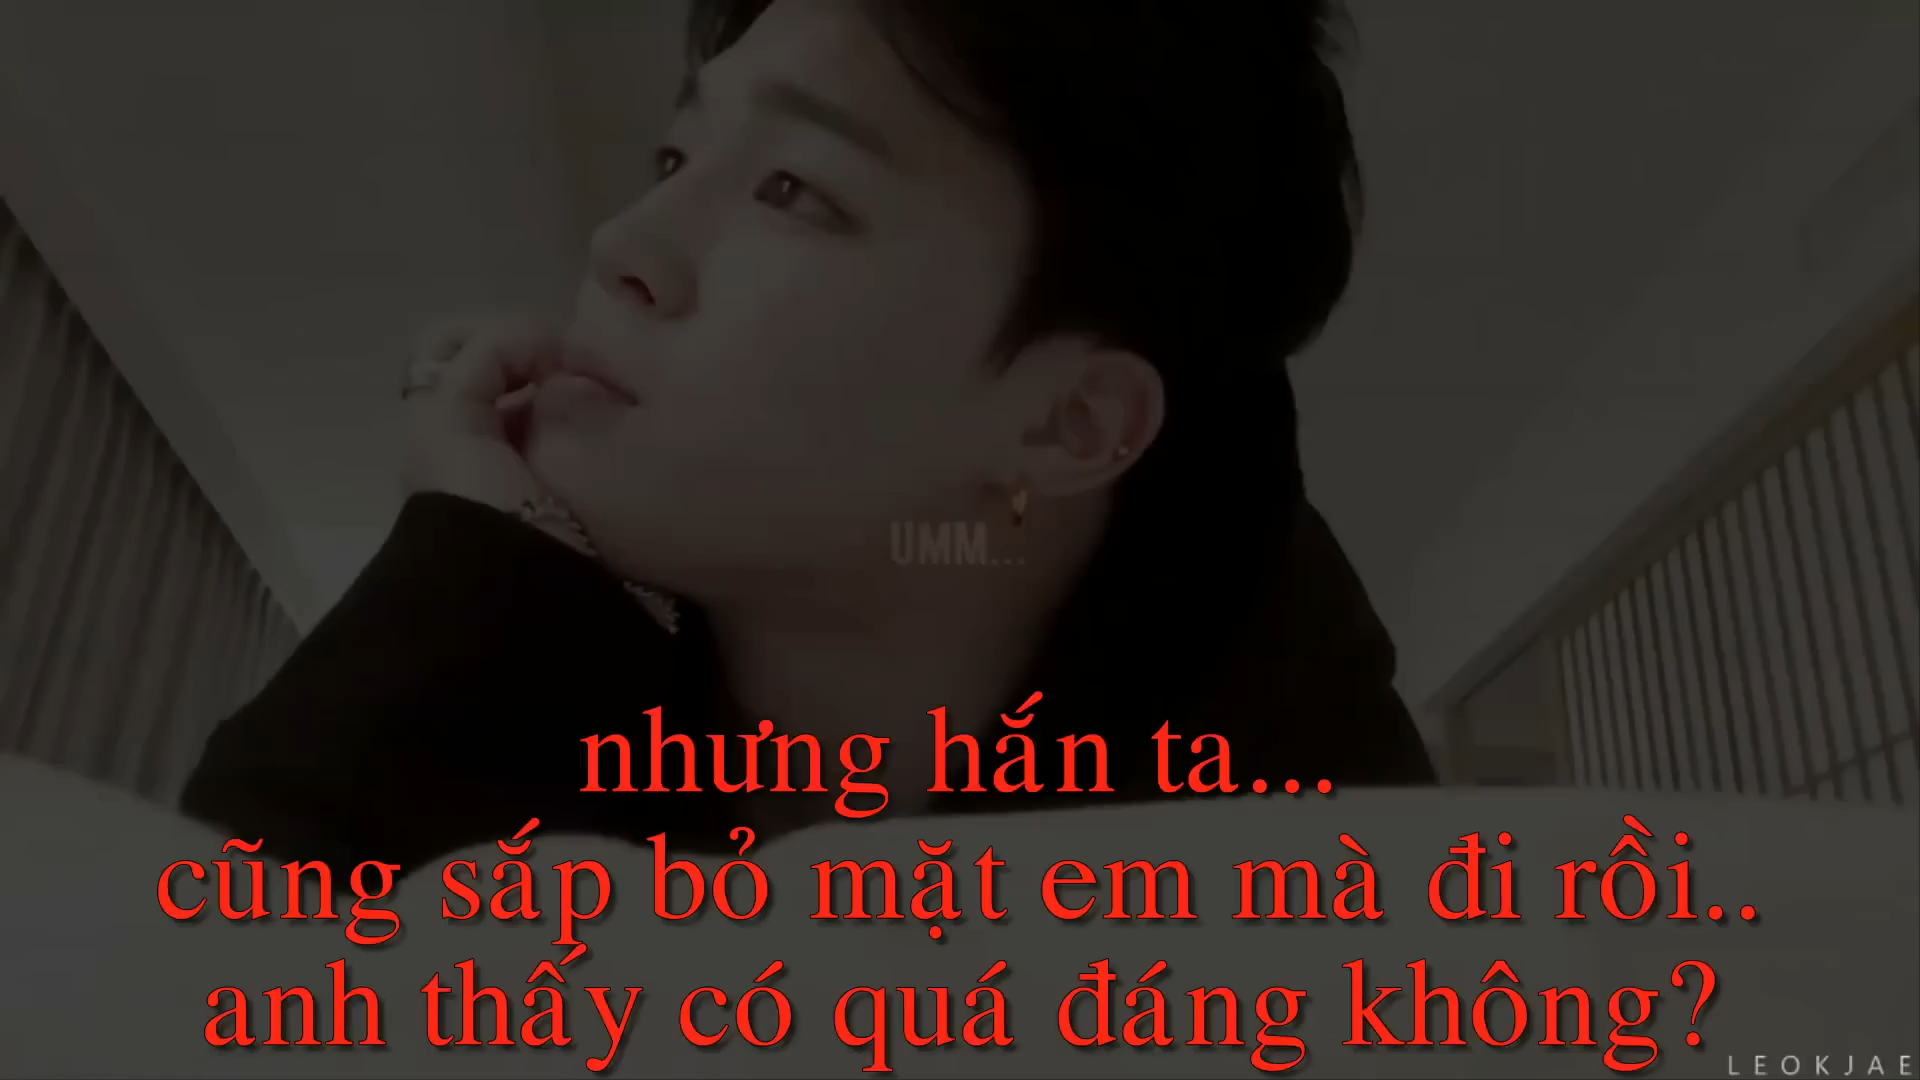 UMM...
nhưng hắn ta...
cũng sắp bỏ mặt em mà đi rồi..
anh thấy có quá đáng không?
LEOKJAE